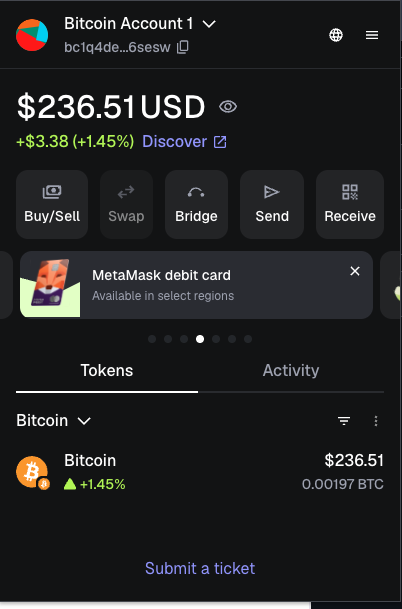 Bitcoin Account 1
bc1q4de...6sesw
$236.51 USD
+$3.38 (+1.45%) Discover
Buy/Sell
Swap
Bridge
Send
Receive
MetaMask debit card
Available in select regions
Tokens
Activity
Bitcoin
Bitcoin
$236.51
+1.45%
0.00197 BTC
Submit a ticket